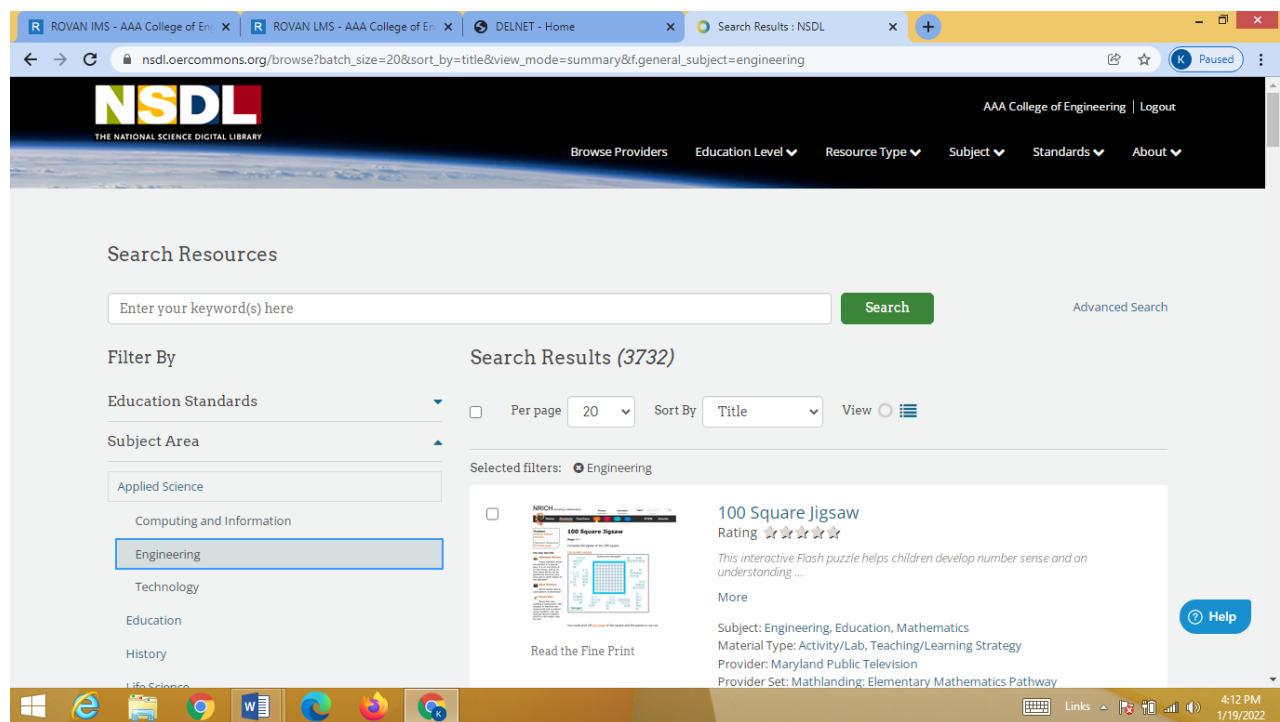 R ROVAN IMS - AAA College of Eng
R ROVAN LMS - AAA College of En
DELNET - Home
Search Results : NSDL
nsdl.oercommons.org/browse?batch_size=20&sort_by=title&view_mode=summary&f.general_subject=engineering
K Paused
NSDL
THE NATIONAL SCIENCE DIGITAL LIBRARY
AAA College of Engineering | Logout
Browse Providers Education Level Resource Type Subject Standards About
Search Resources
Enter your keyword(s) here
Search
Advanced Search
Filter By
Search Results (3732)
Education Standards
Per page 20 Sort By Title View
Subject Area
Selected filters: Engineering
Applied Science
Computing and Information
Engineering
Technology
Education
History
Life Science
NRICH
100 Square Jigsaw
100 Square Jigsaw
Rating
This interactive Flash puzzle helps children develop number sense and an
understanding ...
More
Subject: Engineering, Education, Mathematics
Material Type: Activity/Lab, Teaching/Learning Strategy
Provider: Maryland Public Television
Provider Set: Mathlanding: Elementary Mathematics Pathway
Read the Fine Print
? Help
Links
4:12 PM
1/19/2022